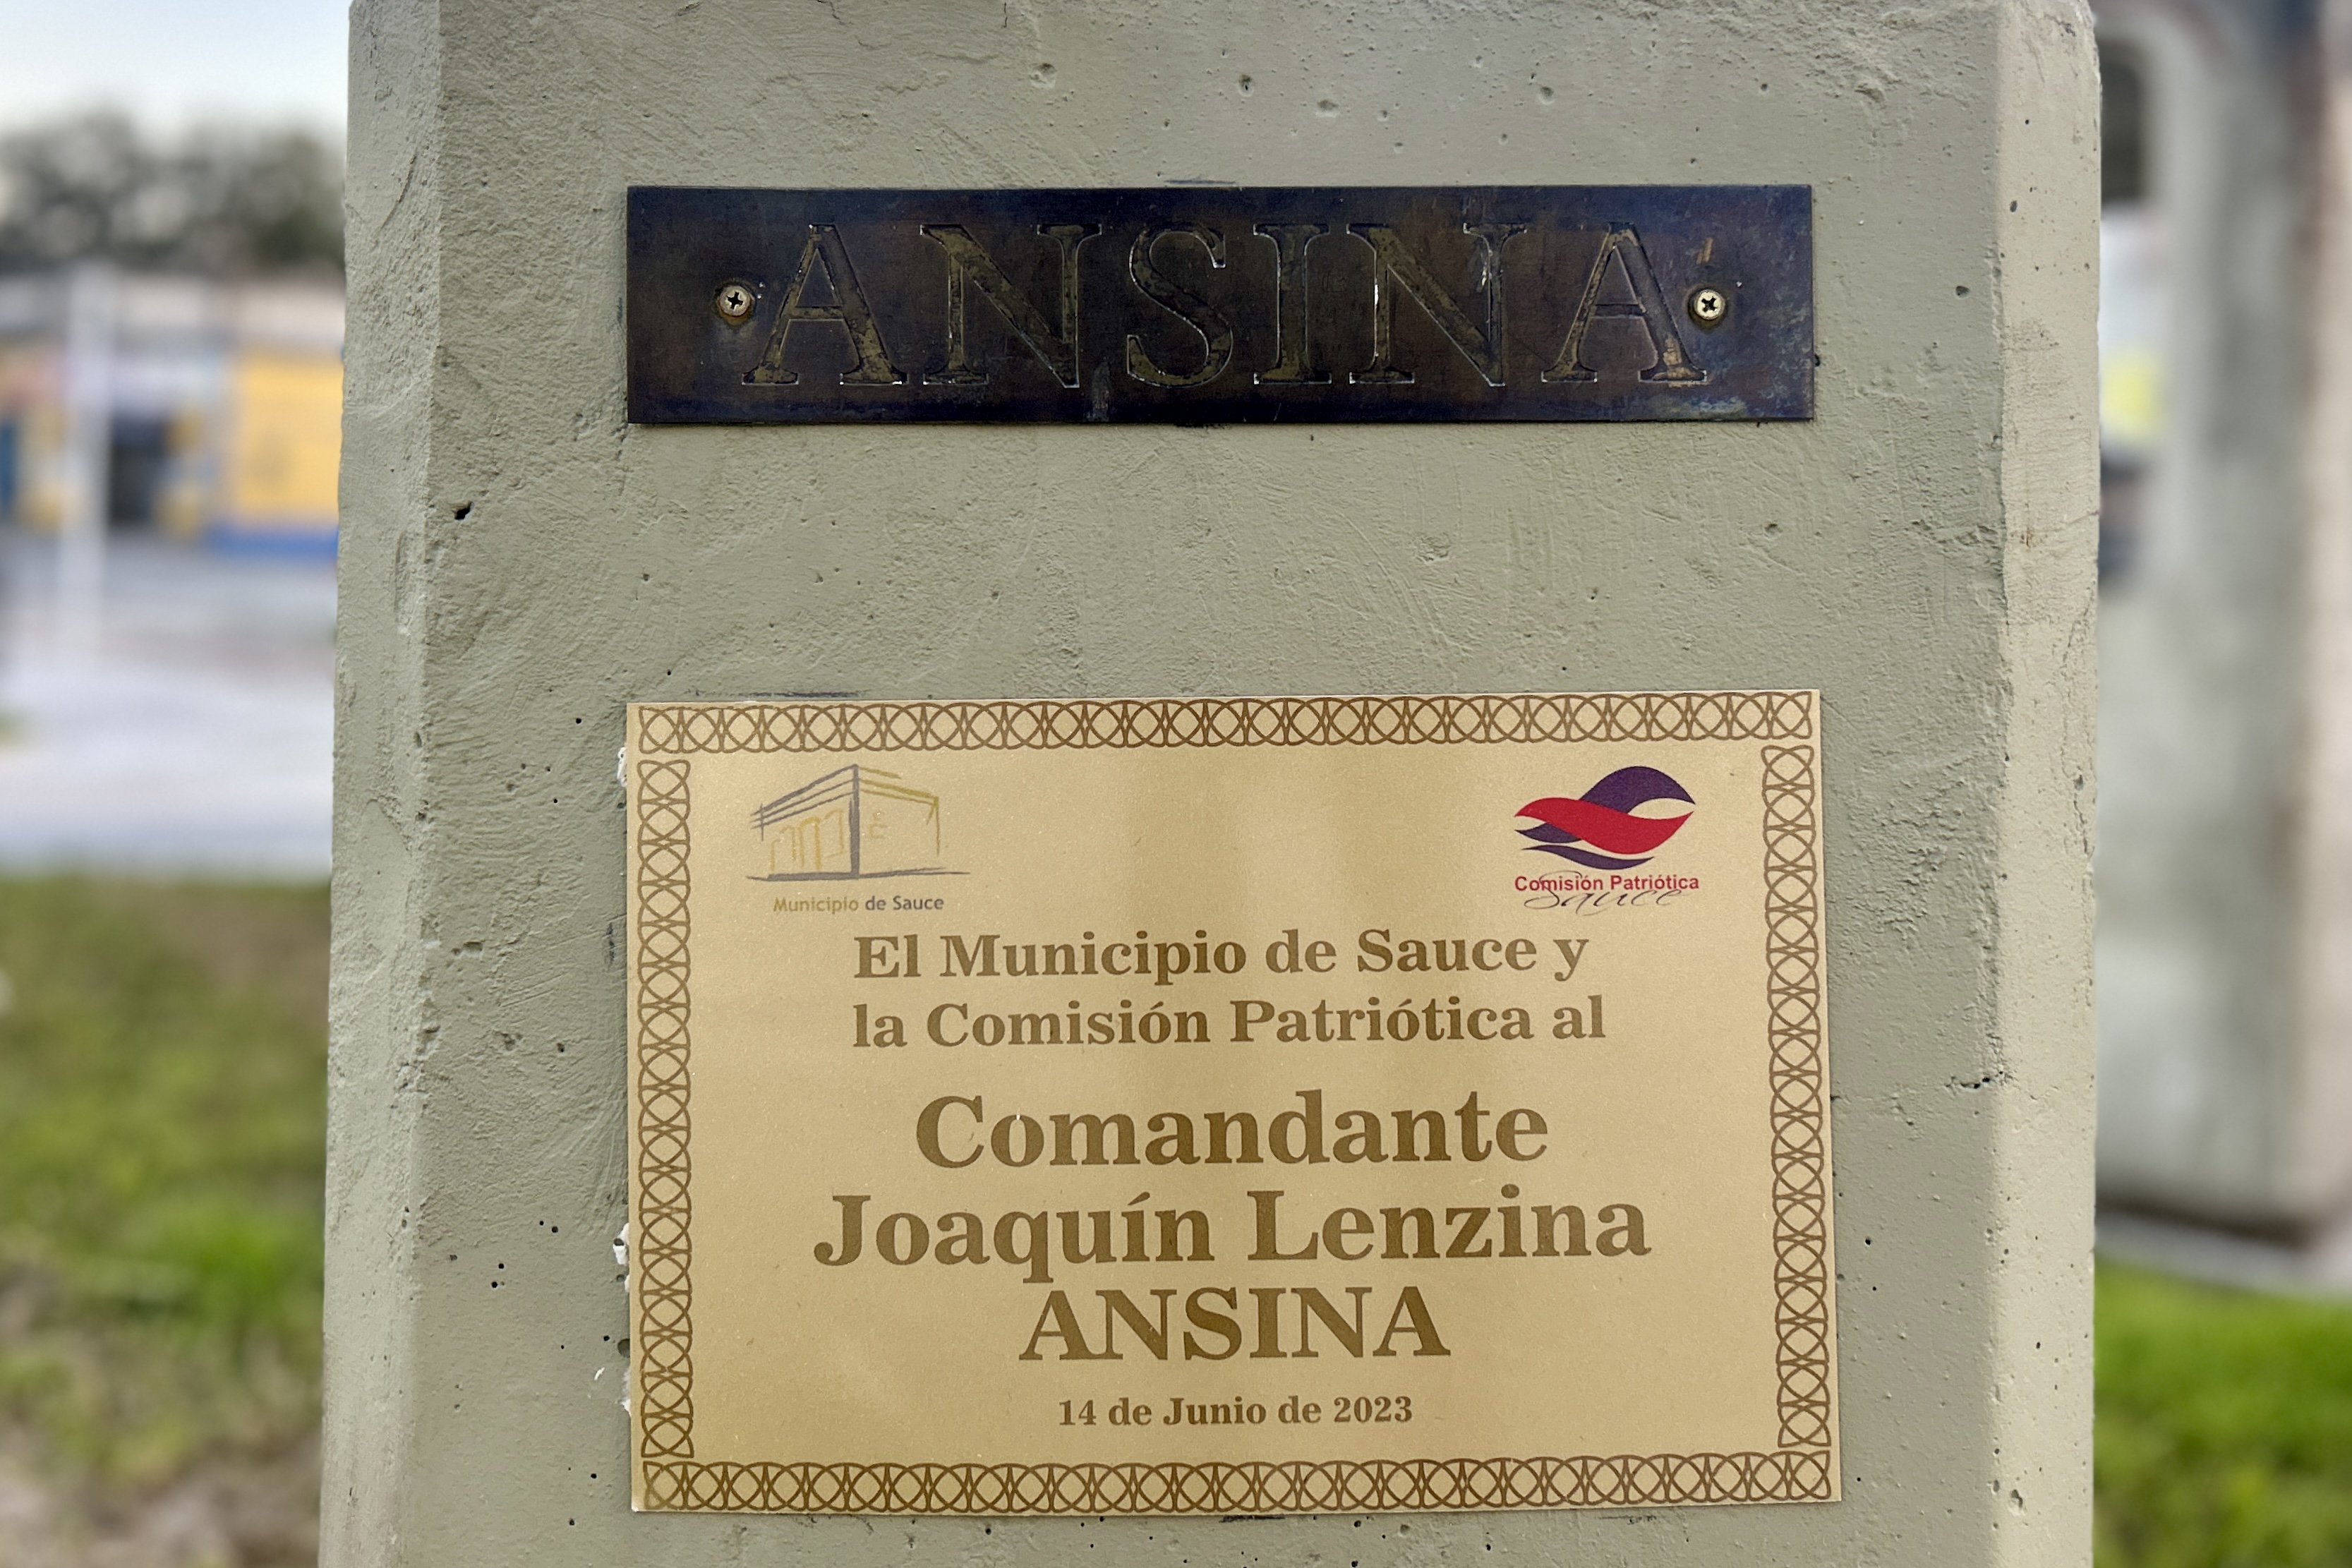 ANSINA
Municipio de Sauce
Comisión Patriótica
Sauce
El Municipio de Sauce y
la Comisión Patriótica al
Comandante
Joaquín Lenzina
ANSINA
14 de Junio de 2023